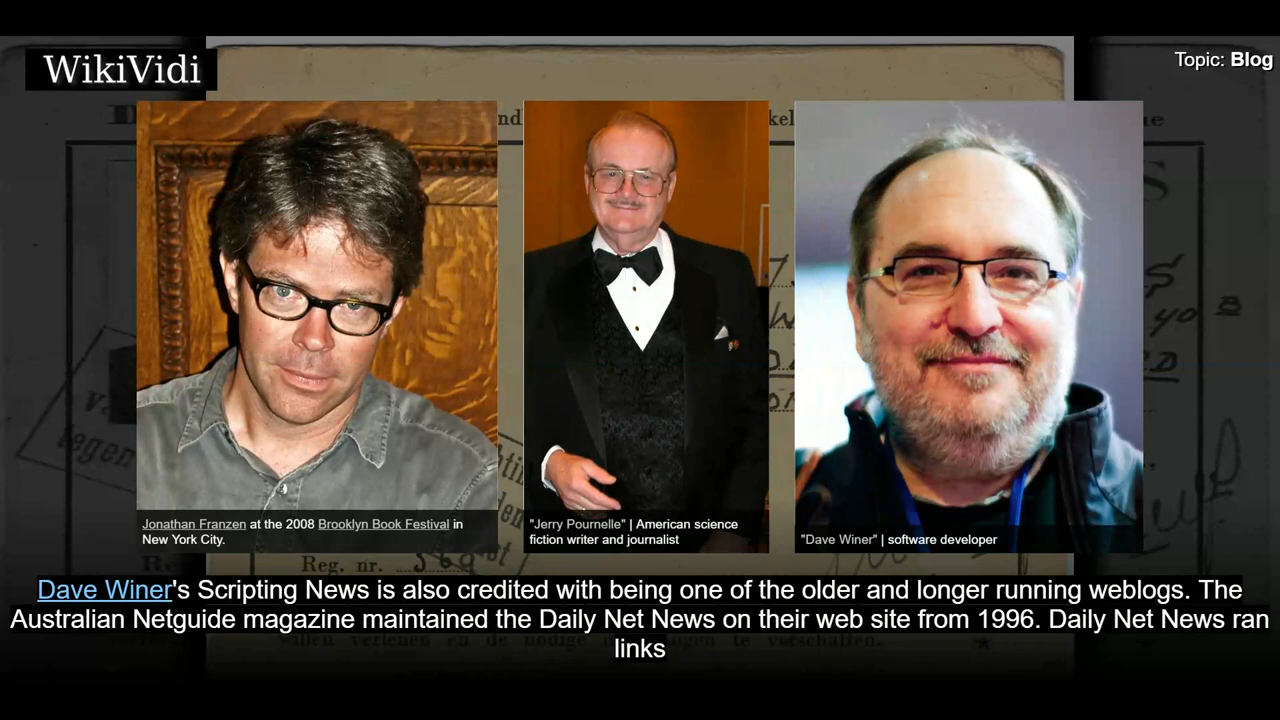 WikiVidi
Topic: Blog
Jonathan Franzen at the 2008 Brooklyn Book Festival in
New York City.
"Jerry Pournelle" | American science
fiction writer and journalist
"Dave Winer" | software developer
Reg. nr.
Dave Winer's Scripting News is also credited with being one of the older and longer running weblogs. The
Australian Netguide magazine maintained the Daily Net News on their web site from 1996. Daily Net News ran
links